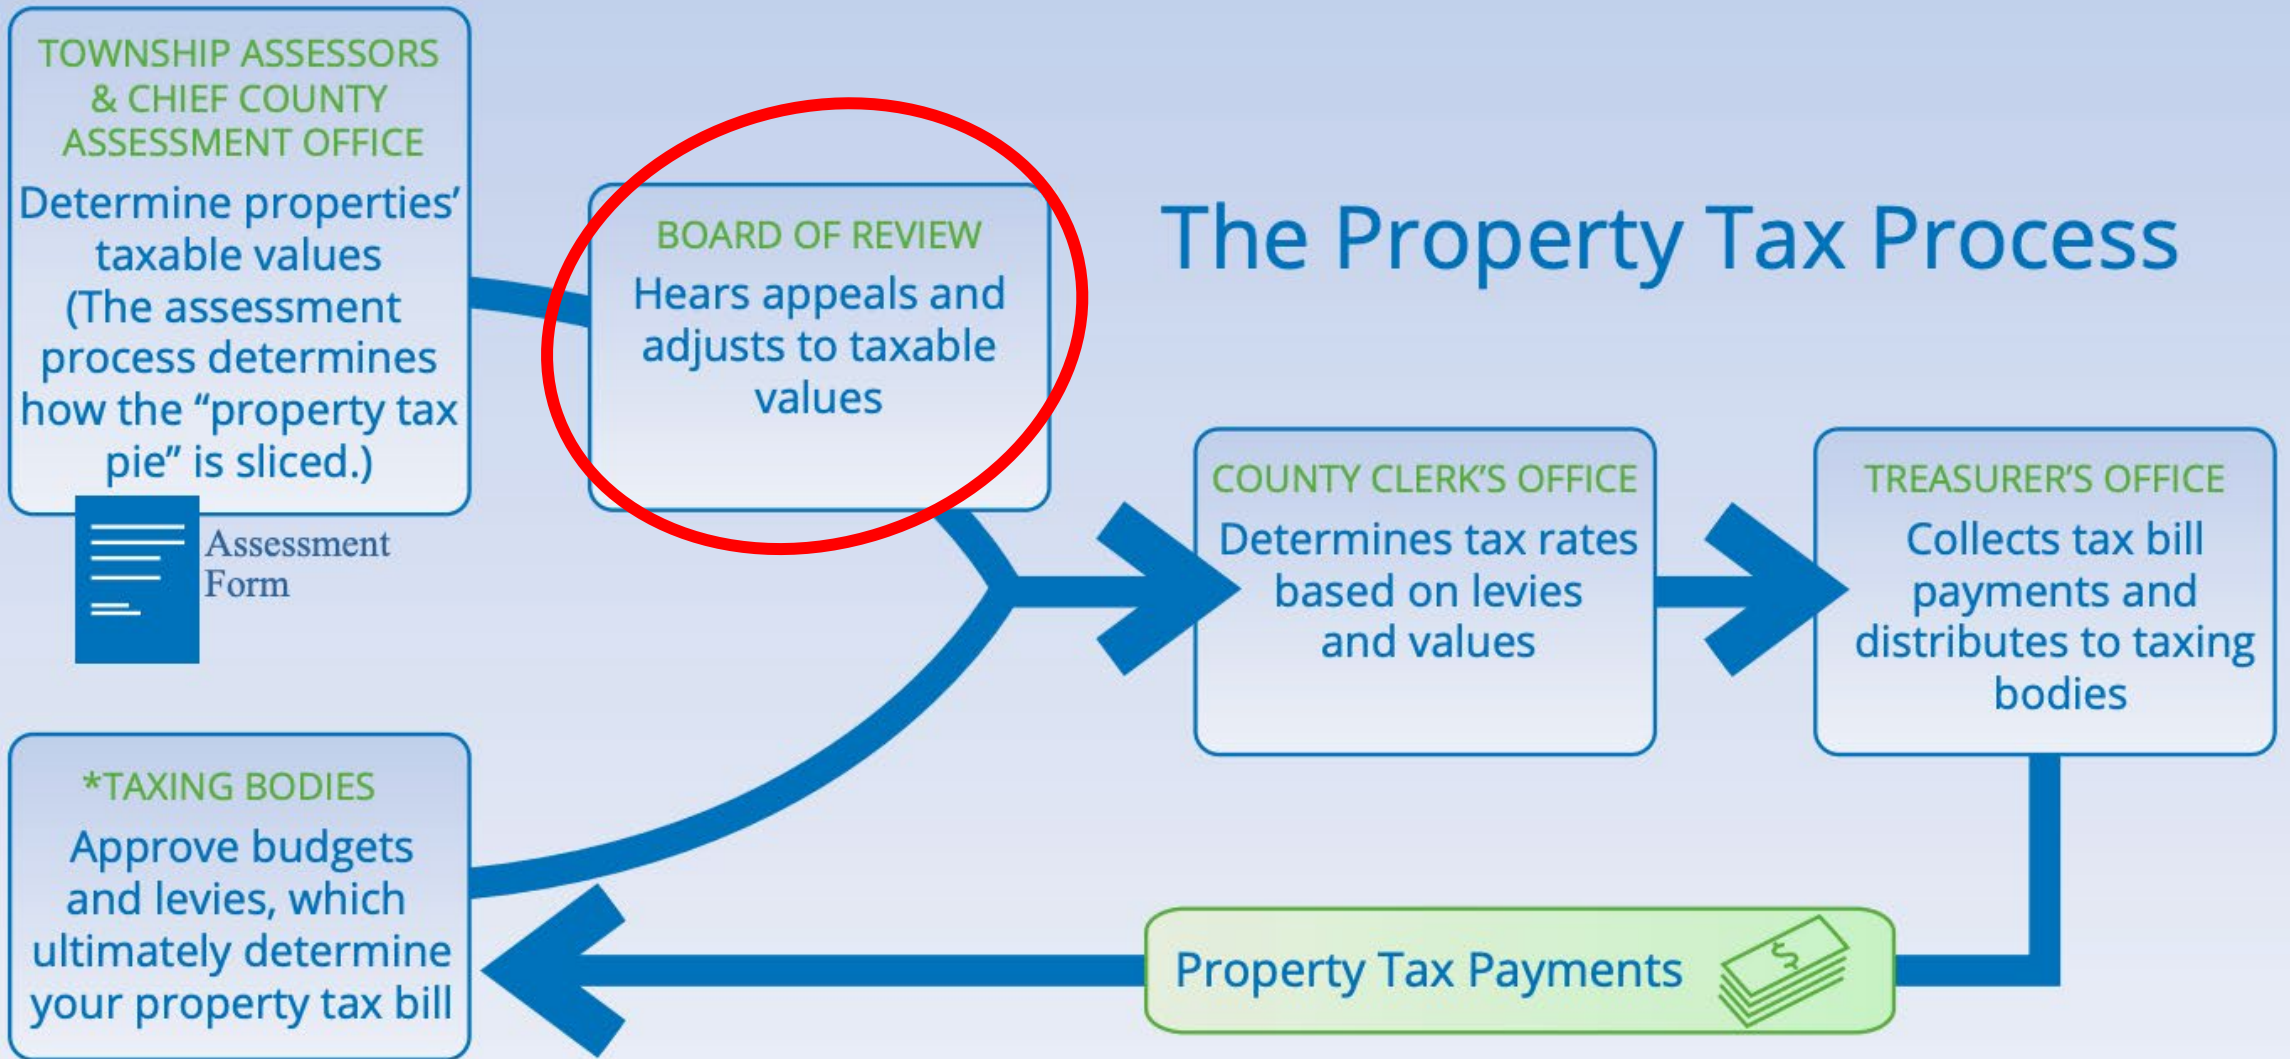 TOWNSHIP ASSESSORS
& CHIEF COUNTY
ASSESSMENT OFFICE
Determine properties’
taxable values
(The assessment
process determines
how the “property tax
pie” is sliced.)
Assessment
Form
BOARD OF REVIEW
Hears appeals and
adjusts to taxable
values
The Property Tax Process
COUNTY CLERK’S OFFICE
Determines tax rates
based on levies
and values
TREASURER’S OFFICE
Collects tax bill
payments and
distributes to taxing
bodies
*TAXING BODIES
Approve budgets
and levies, which
ultimately determine
your property tax bill
Property Tax Payments
$